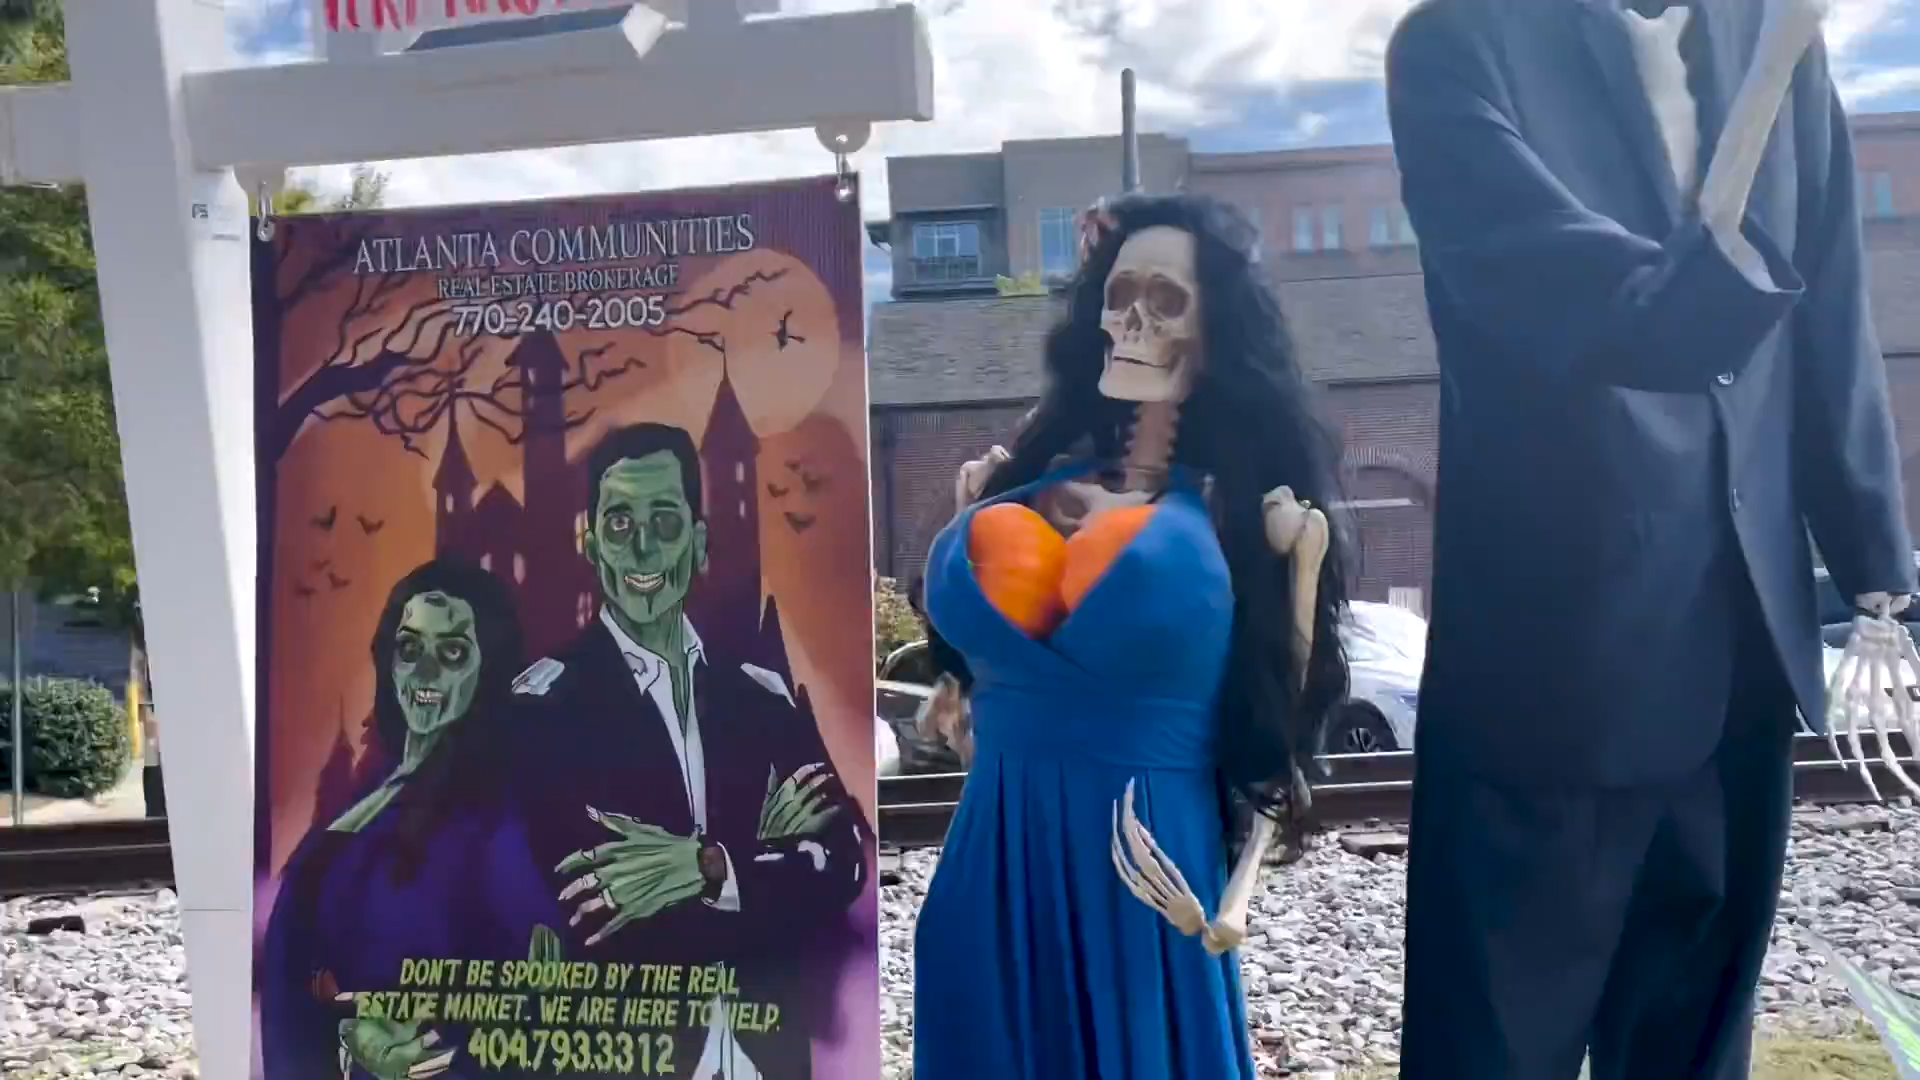 ATLANTA COMMUNITIES
REAL ESTATE BROKERAGE
770-240-2005
DON'T BE SPOOKED BY THE REAL
ESTATE MARKET. WE ARE HERE TO HELP.
404.793.3312